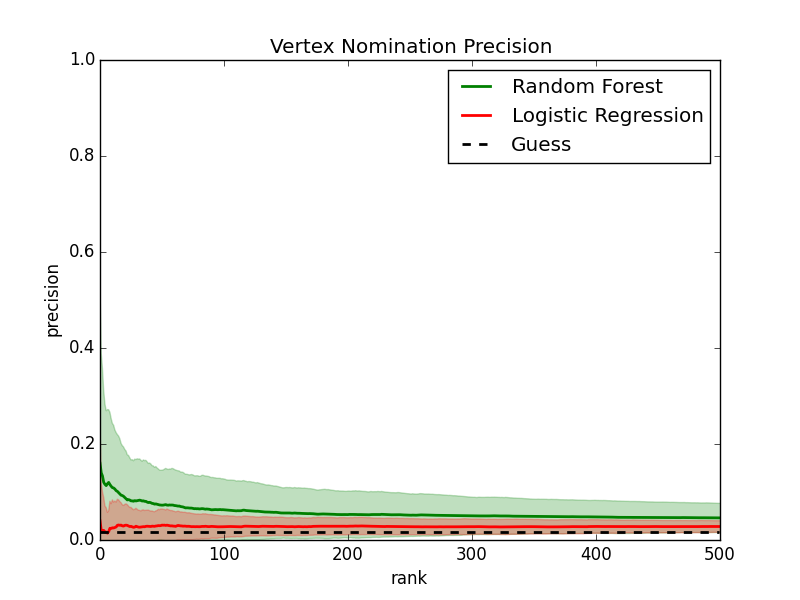 Vertex Nomination Precision
1.0
0.8
0.6
0.4
0.2
0.0
precision
Random Forest
Logistic Regression
Guess
0 100 200 300 400 500
rank